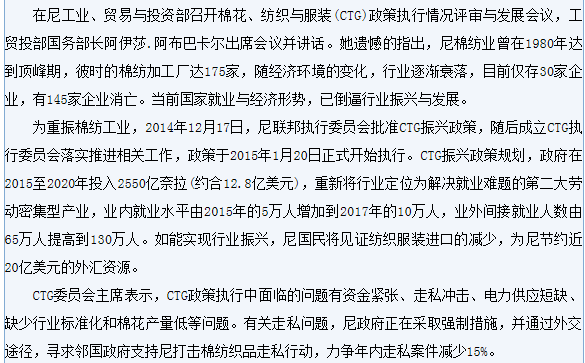 在尼工业、贸易与投资部召开棉花、纺织与服装(CTG)政策执行情况评审与发展会议，工
贸投部国务部长阿伊莎.阿布巴卡尔出席会议并讲话。她遗憾的指出，尼棉纺业曾在1980年达
到顶峰期，彼时的棉纺加工厂达175家，随经济环境的变化，行业逐渐衰落，目前仅存30家企
业，有145家企业消亡。当前国家就业与经济形势，已倒逼行业振兴与发展。
为重振棉纺工业，2014年12月17日，尼联邦执行委员会批准CTG振兴政策，随后成立CTG执
行委员会落实推进相关工作，政策于2015年1月20日正式开始执行。CTG振兴政策规划，政府在
2015至2020年投入2550亿奈拉(约合12.8亿美元)，重新将行业定位为解决就业难题的第二大劳
动密集型产业，业内就业水平由2015年的5万人增加到2017年的10万人，业外间接就业人数由
65万人提高到130万人。如能实现行业振兴，尼国民将见证纺织服装进口的减少，为尼节约近
20亿美元的外汇资源。
CTG委员会主席表示，CTG政策执行中面临的问题有资金紧张、走私冲击、电力供应短缺、
缺少行业标准化和棉花产量低等问题。有关走私问题，尼政府正在采取强制措施，并通过外交
途径，寻求邻国政府支持尼打击棉纺织品走私行动，力争年内走私案件减少15%。